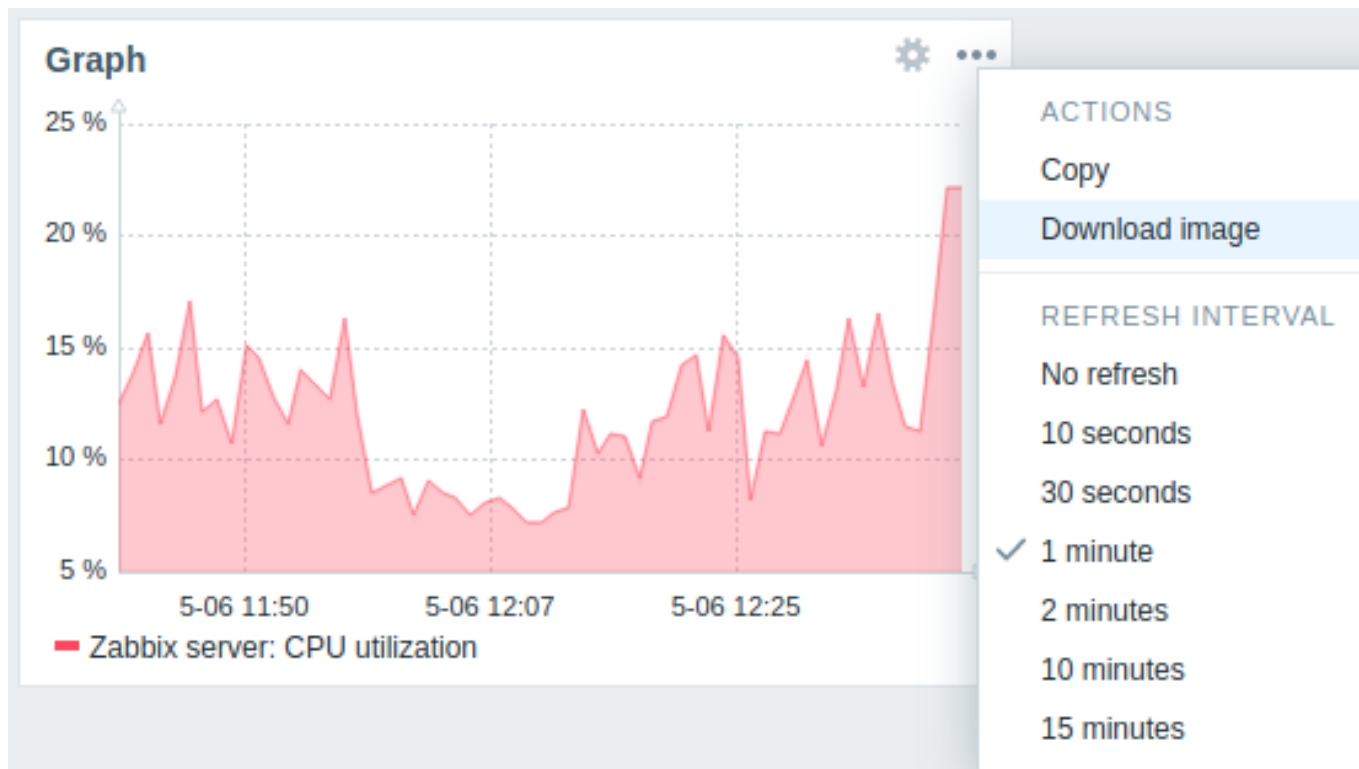 Graph
25 %
20 %
15 %
10 %
5 %
5-06 11:50 5-06 12:07 5-06 12:25
Zabbix server: CPU utilization
ACTIONS
Copy
Download image
REFRESH INTERVAL
No refresh
10 seconds
30 seconds
1 minute
2 minutes
10 minutes
15 minutes